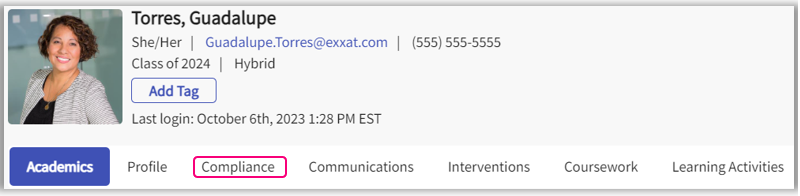 Torres, Guadalupe
She/Her | Guadalupe.Torres@exxat.com | (555) 555-5555
Class of 2024 | Hybrid
Add Tag
Last login: October 6th, 2023 1:28 PM EST
Academics Profile Compliance Communications Interventions Coursework Learning Activities